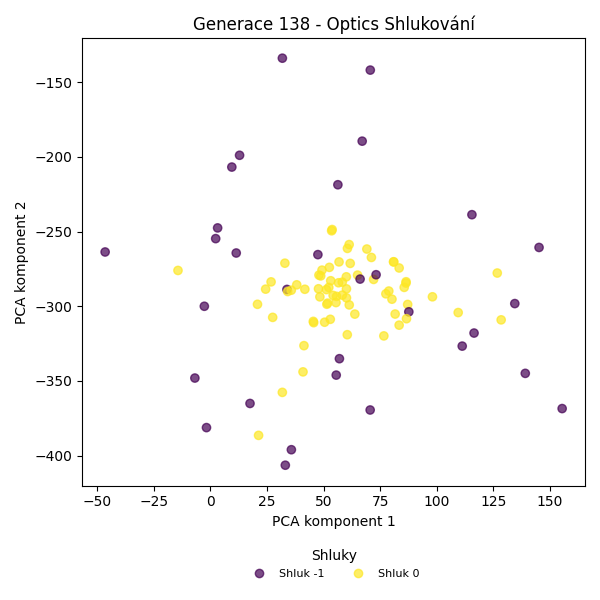 Generace 138 - Optics Shlukování
−150
−200
−250
−300
−350
−400
PCA komponent 2
−50 −25 0 25 50 75 100 125 150
PCA komponent 1
Shluky
Shluk -1 Shluk 0